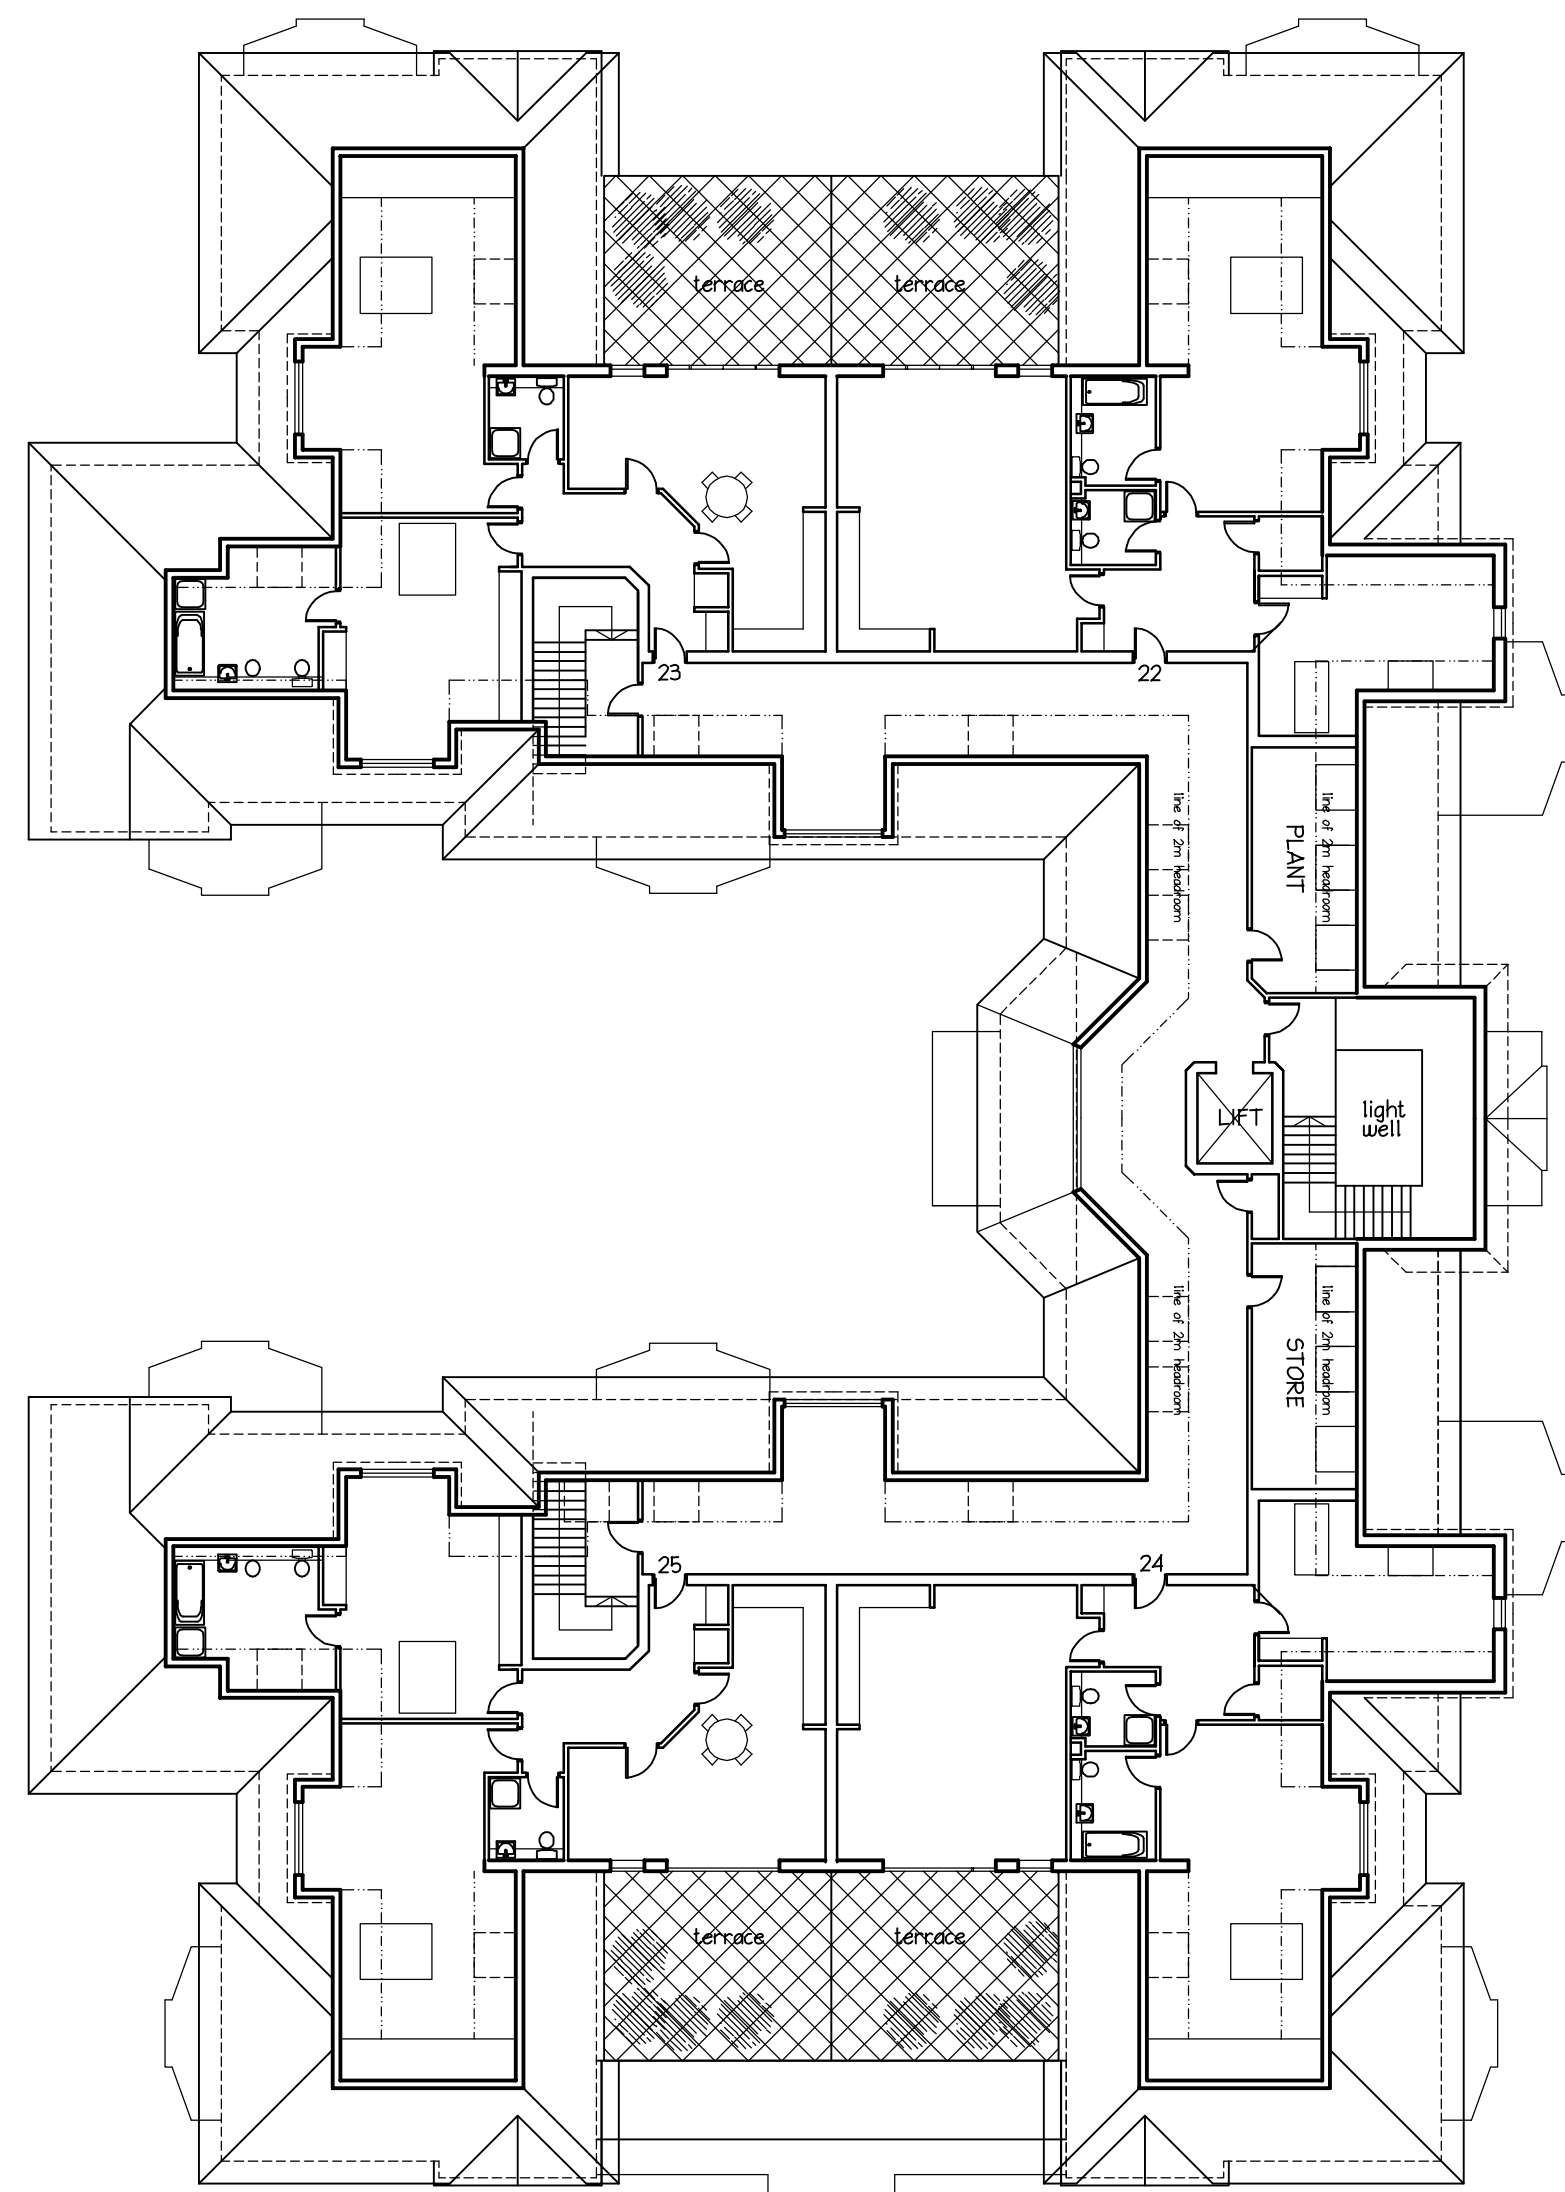 terrace
terrace
23
22
line of 2m headroom
PLANT
line of 2m headroom
LIFT
light
well
line of 2m headroom
STORE
line of 2m headroom
25
24
terrace
terrace